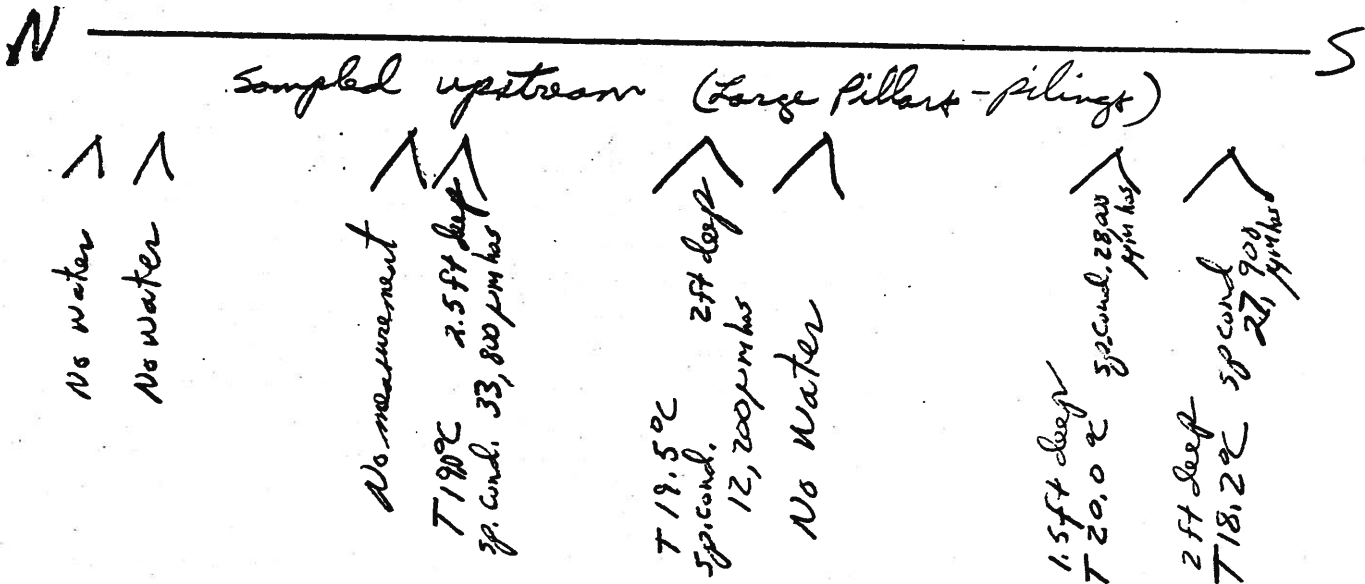 N S
Sampled upstream (Large Pillars - pilings)
No water
No water
No measurement
T 19.0°C 2.5 ft deep
sp. cond. 33,800 µmhos
T 19.5°C 2 ft deep
sp. cond.
12,200 µmhos
No Water
1.5 ft deep
T 20.0 °C sp. cond. 28,000
µmhos
2 ft deep
T 18.2 °C sp cond
27,900
µmhos